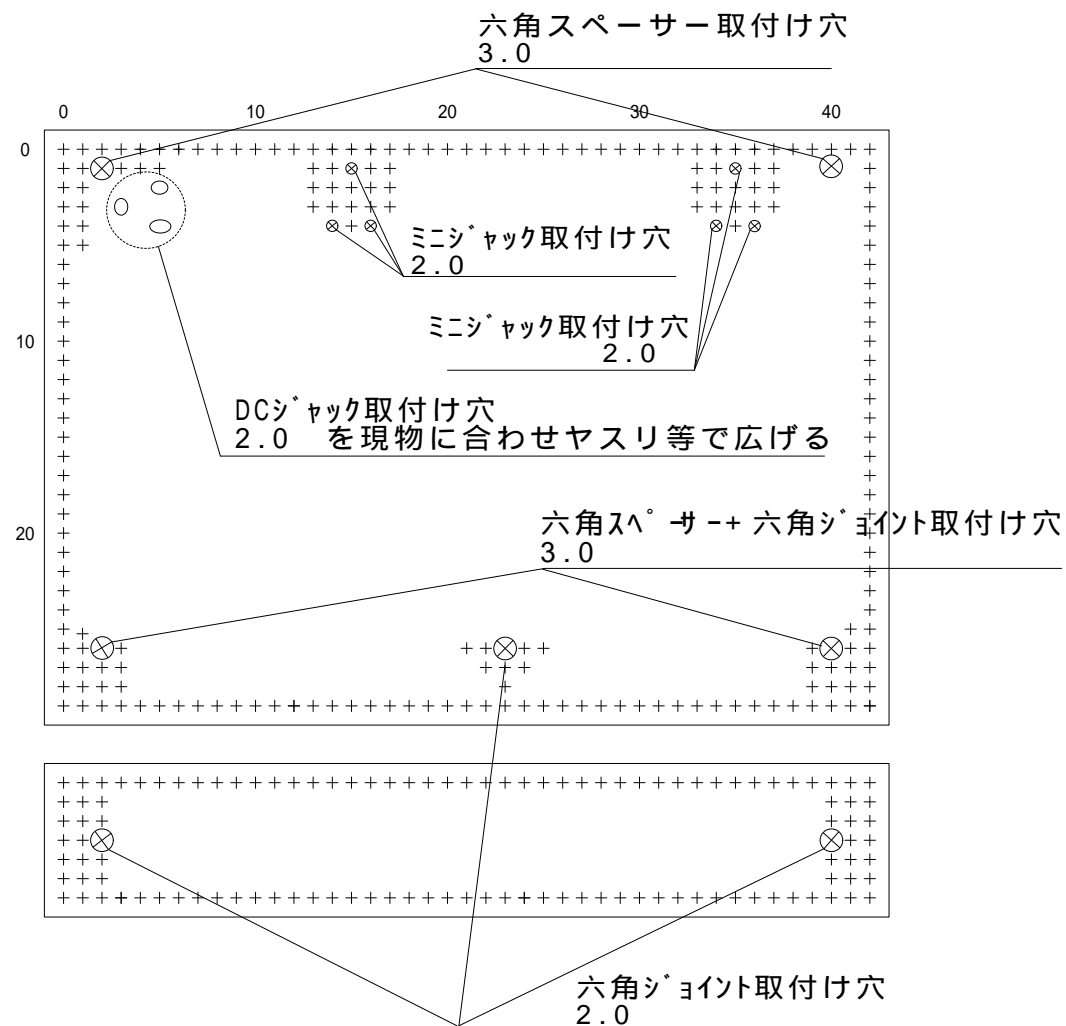 六角スペーサー取付け穴
3.0
0 10 20 30 40
0
ミニｼﾞｬｯｸ取付け穴
2.0
ミニｼﾞｬｯｸ取付け穴
2.0
10
DCｼﾞｬｯｸ取付け穴
2.0 を現物に合わせヤスリ等で広げる
20
六角ｽﾍﾟｰｻｰ+六角ｼﾞｮｲﾝﾄ取付け穴
3.0
六角ｼﾞｮｲﾝﾄ取付け穴
2.0